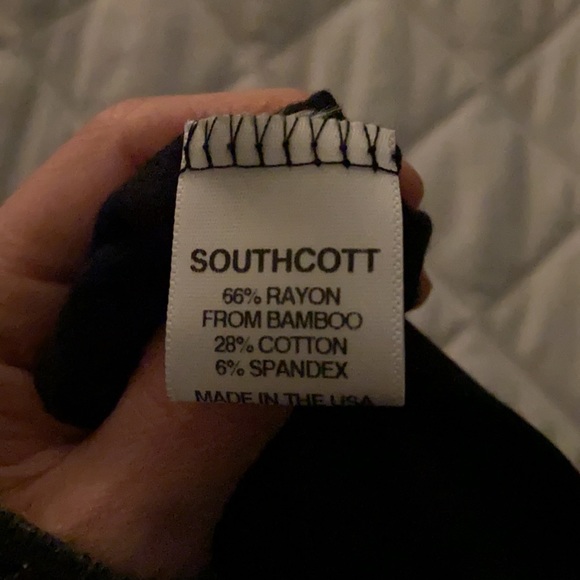 SOUTHCOTT
66% RAYON
FROM BAMBOO
28% COTTON
6% SPANDEX
MADE IN THE USA